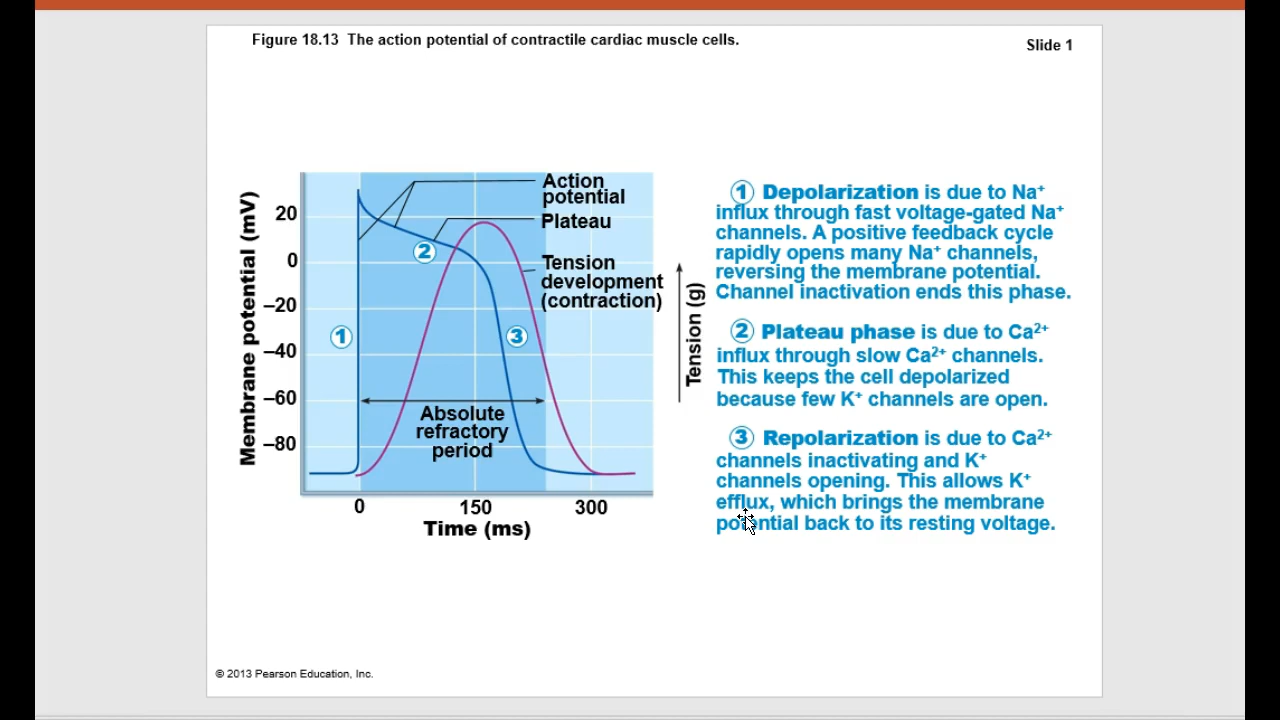 Figure 18.13 The action potential of contractile cardiac muscle cells.
Slide 1
Membrane potential (mV)
20
0
–20
–40
–60
–80
Action
potential
Plateau
Tension
development
(contraction)
1
2
3
Absolute
refractory
period
0
150
300
Time (ms)
Tension (g)
1 Depolarization is due to Na⁺
influx through fast voltage-gated Na⁺
channels. A positive feedback cycle
rapidly opens many Na⁺ channels,
reversing the membrane potential.
Channel inactivation ends this phase.
2 Plateau phase is due to Ca²⁺
influx through slow Ca²⁺ channels.
This keeps the cell depolarized
because few K⁺ channels are open.
3 Repolarization is due to Ca²⁺
channels inactivating and K⁺
channels opening. This allows K⁺
efflux, which brings the membrane
potential back to its resting voltage.
© 2013 Pearson Education, Inc.